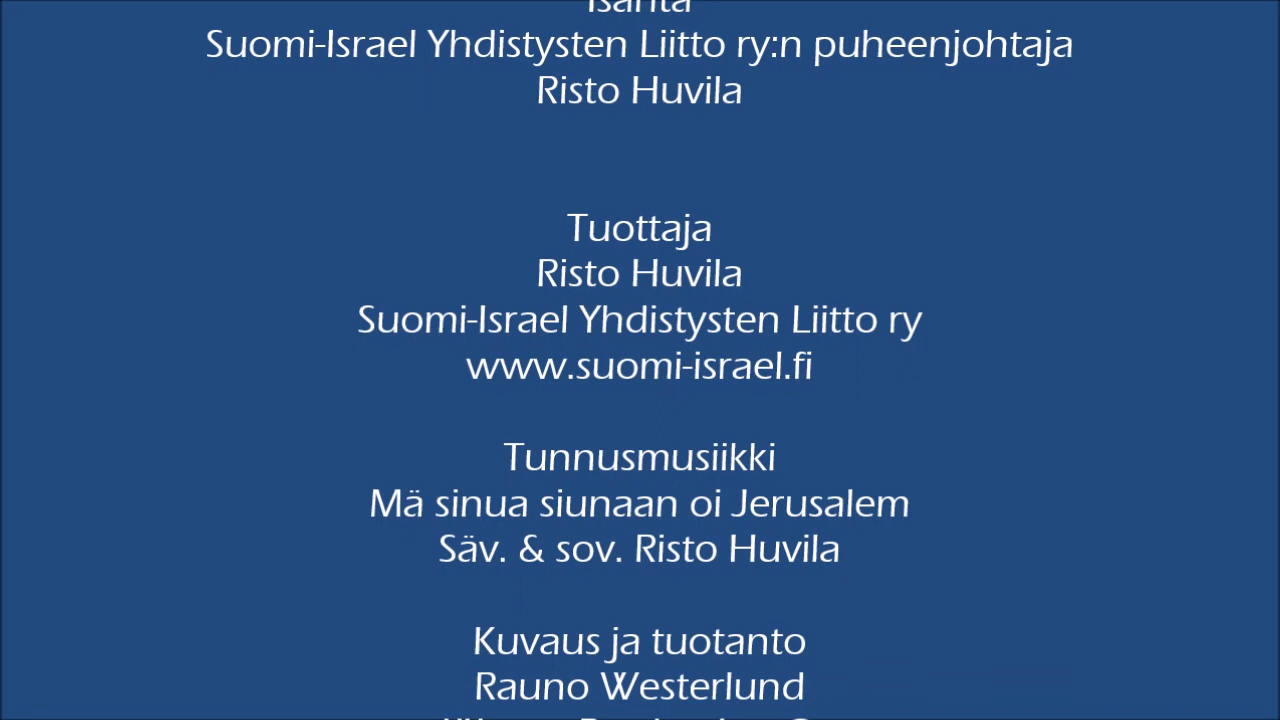 Isäntä
Suomi-Israel Yhdistysten Liitto ry:n puheenjohtaja
Risto Huvila
Tuottaja
Risto Huvila
Suomi-Israel Yhdistysten Liitto ry
www.suomi-israel.fi
Tunnusmusiikki
Mä sinua siunaan oi Jerusalem
Säv. & sov. Risto Huvila
Kuvaus ja tuotanto
Rauno Westerlund